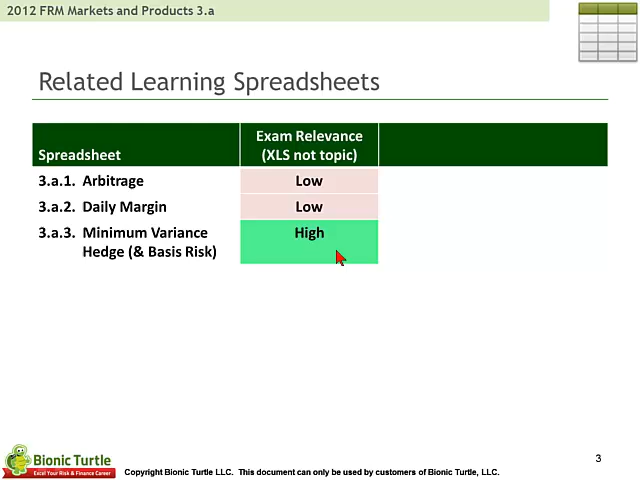 2012 FRM Markets and Products 3.a
Related Learning Spreadsheets
Spreadsheet
Exam Relevance
(XLS not topic)
3.a.1. Arbitrage
Low
3.a.2. Daily Margin
Low
3.a.3. Minimum Variance
Hedge (& Basis Risk)
High
3
Bionic Turtle
Excel Your Risk & Finance Career
Copyright Bionic Turtle LLC. This document can only be used by customers of Bionic Turtle, LLC.